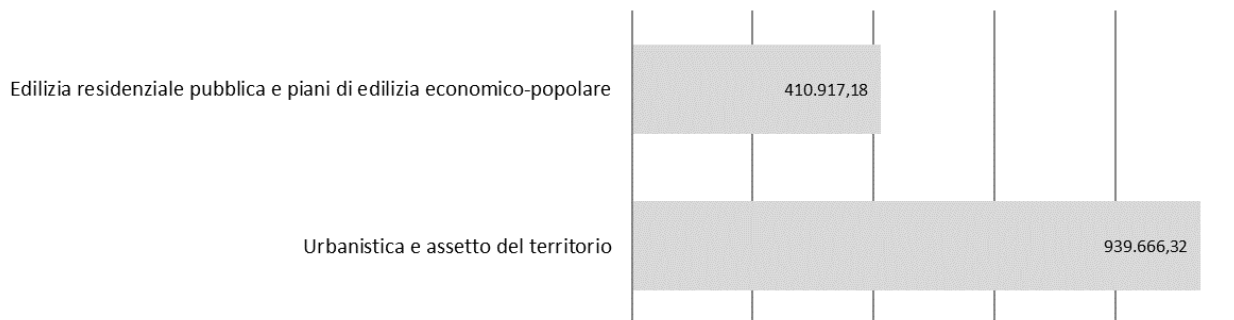 Edilizia residenziale pubblica e piani di edilizia economico-popolare 410.917,18
Urbanistica e assetto del territorio 939.666,32